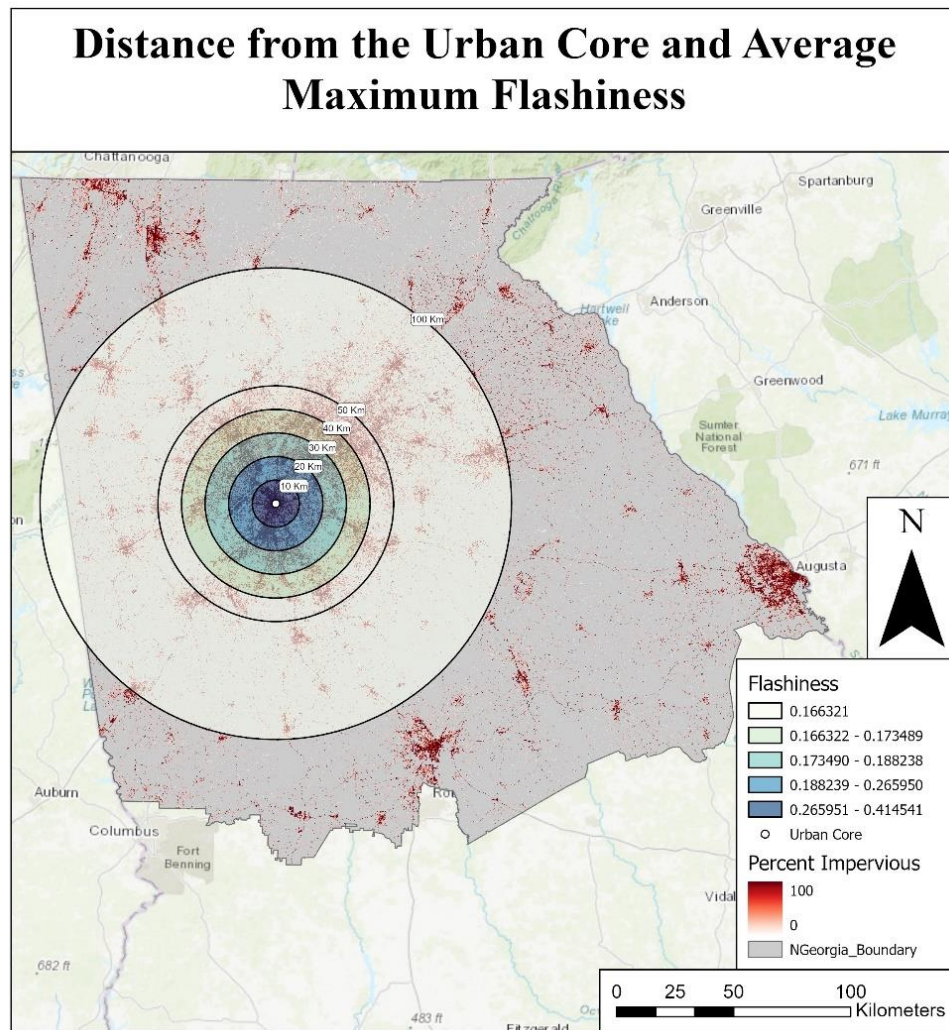 Distance from the Urban Core and Average
Maximum Flashiness
Chattanooga
Spartanburg
Greenville
Anderson
Hartwell
Greenwood
Lake Murray
Sumter
National
Forest
671 ft
100 Km
50 Km
40 Km
30 Km
20 Km
10 Km
N
Augusta
Auburn
Columbus
Fort
Benning
Vidal
682 ft
483 ft
Fitzgerald
Flashiness
0.166321
0.166322 - 0.173489
0.173490 - 0.188238
0.188239 - 0.265950
0.265951 - 0.414541
Urban Core
Percent Impervious
100
0
NGeorgia_Boundary
0 25 50 100
Kilometers